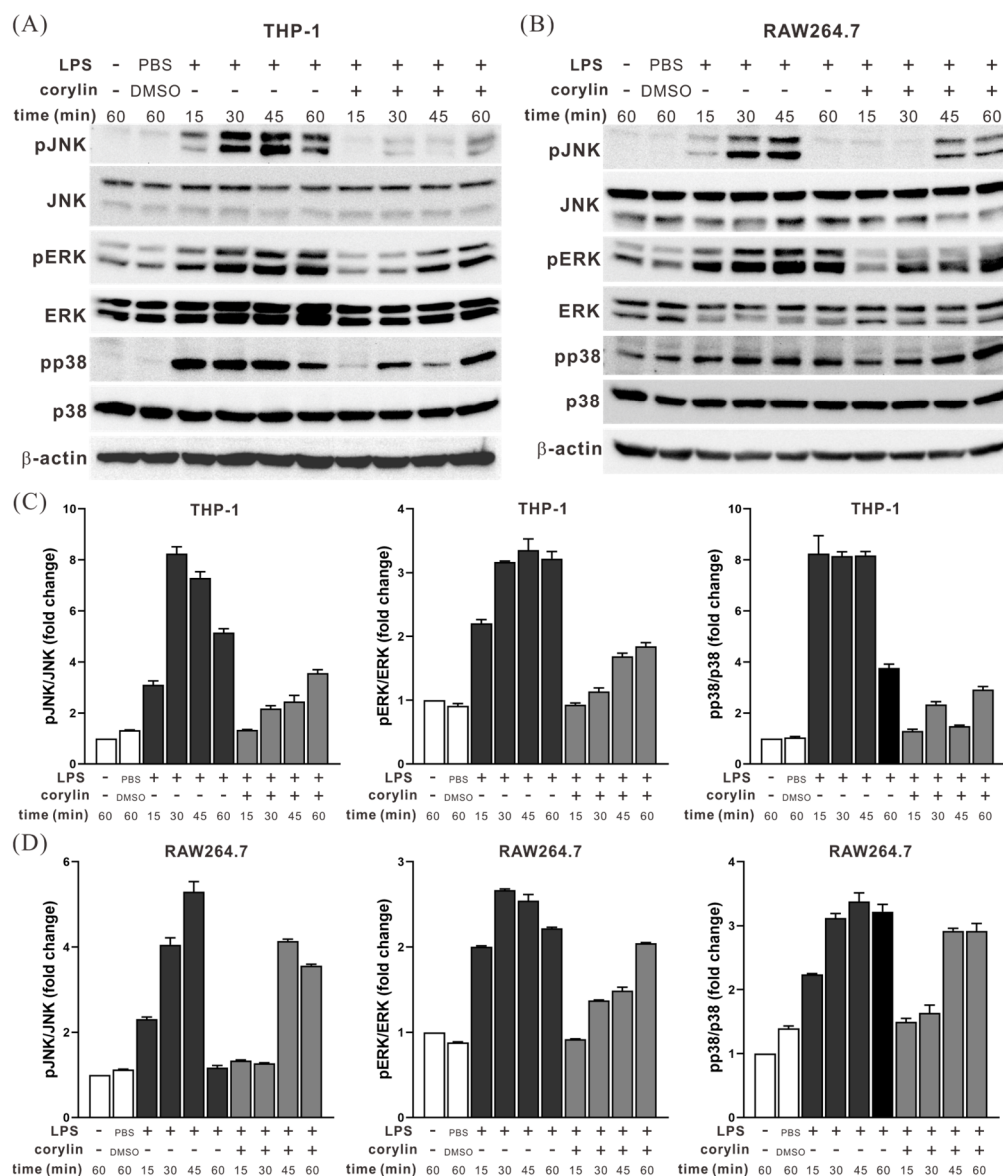 (A)
THP-1
LPS - PBS + + + + + + + +
corylin - DMSO - - - - + + + +
time (min) 60 60 15 30 45 60 15 30 45 60
pJNK
JNK
pERK
ERK
pp38
p38
β-actin
(B)
RAW264.7
LPS - PBS + + + + + + + +
corylin - DMSO - - - - + + + +
time (min) 60 60 15 30 45 60 15 30 45 60
pJNK
JNK
pERK
ERK
pp38
p38
β-actin
(C)
THP-1
pJNK/JNK (fold change)
10
8
6
4
2
0
LPS - PBS + + + + + + + +
corylin - DMSO - - - - + + + +
time (min) 60 60 15 30 45 60 15 30 45 60
THP-1
pERK/ERK (fold change)
4
3
2
1
0
LPS - PBS + + + + + + + +
corylin - DMSO - - - - + + + +
time (min) 60 60 15 30 45 60 15 30 45 60
THP-1
pp38/p38 (fold change)
10
8
6
4
2
0
LPS - PBS + + + + + + + +
corylin - DMSO - - - - + + + +
time (min) 60 60 15 30 45 60 15 30 45 60
(D)
RAW264.7
pJNK/JNK (fold change)
6
4
2
0
LPS - PBS + + + + + + + +
corylin - DMSO - - - - + + + +
time (min) 60 60 15 30 45 60 15 30 45 60
RAW264.7
pERK/ERK (fold change)
3
2
1
0
LPS - PBS + + + + + + + +
corylin - DMSO - - - - + + + +
time (min) 60 60 15 30 45 60 15 30 45 60
RAW264.7
pp38/p38 (fold change)
4
3
2
1
0
LPS - PBS + + + + + + + +
corylin - DMSO - - - - + + + +
time (min) 60 60 15 30 45 60 15 30 45 60